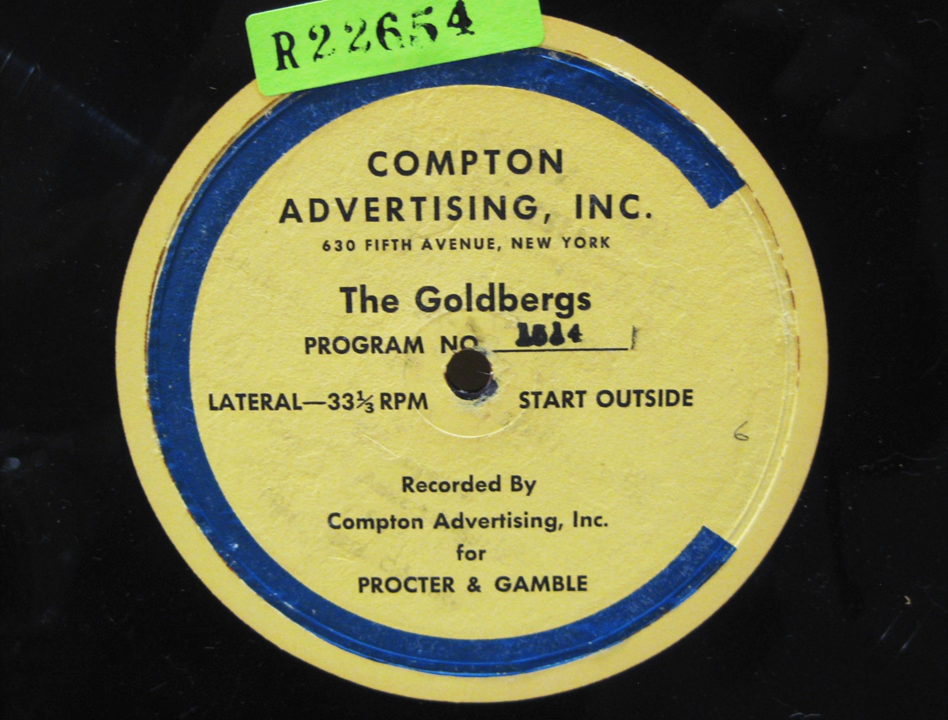 R22654
COMPTON
ADVERTISING, INC.
630 FIFTH AVENUE, NEW YORK
The Goldbergs
PROGRAM NO. 1514
LATERAL—33⅓ RPM START OUTSIDE
6
Recorded By
Compton Advertising, Inc.
for
PROCTER & GAMBLE